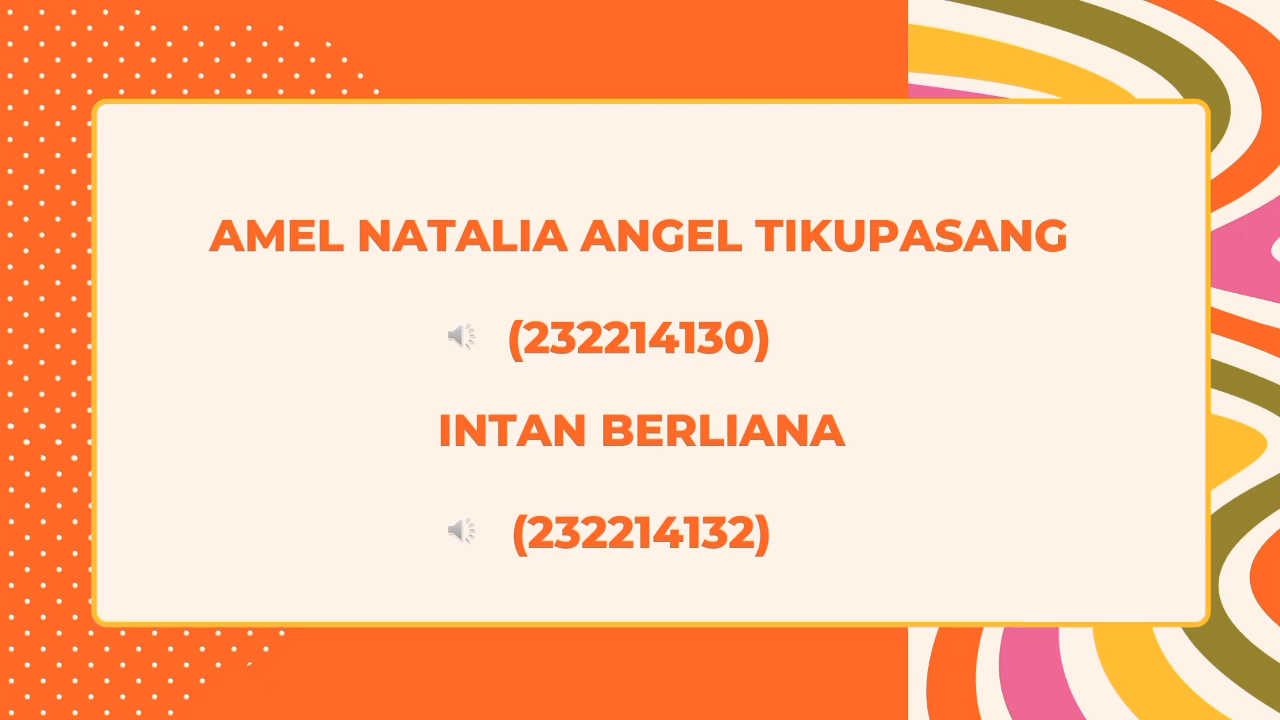 AMEL NATALIA ANGEL TIKUPASANG
(232214130)
INTAN BERLIANA
(232214132)